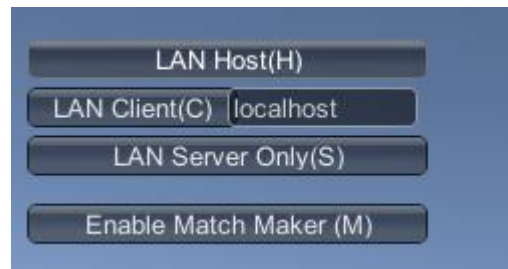 LAN Host(H)
LAN Client(C) localhost
LAN Server Only(S)
Enable Match Maker (M)